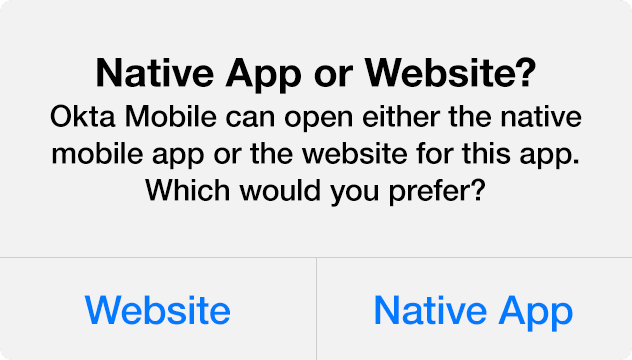 Native App or Website?
Okta Mobile can open either the native
mobile app or the website for this app.
Which would you prefer?
Website
Native App